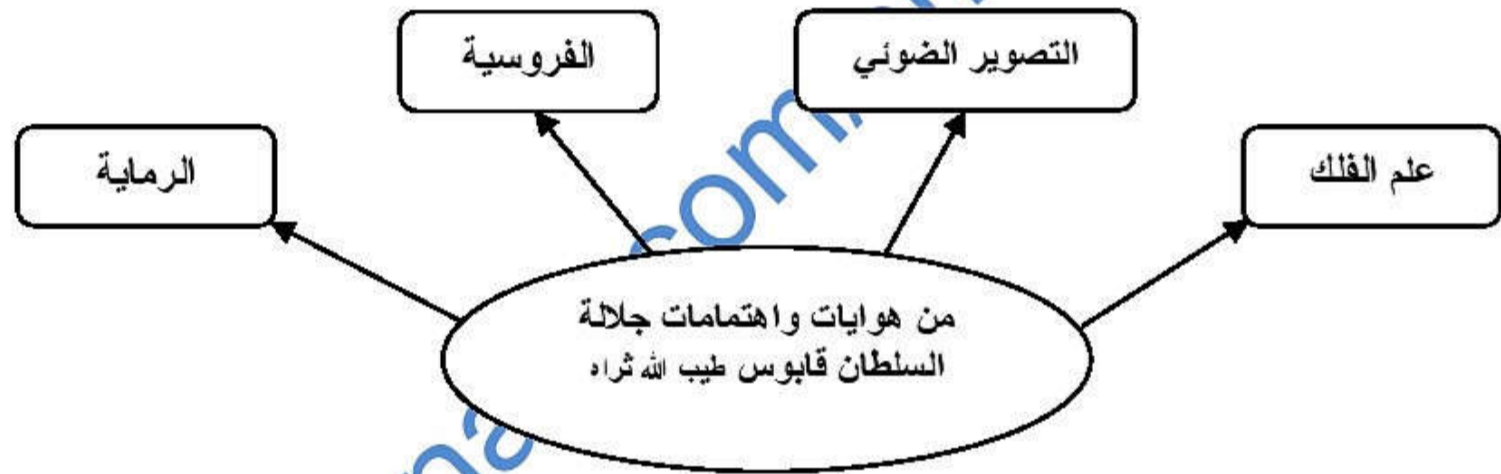 التصوير الضوئي
الفروسية
علم الفلك
الرماية
من هوايات واهتمامات جلالة
السلطان قابوس طيب الله ثراه